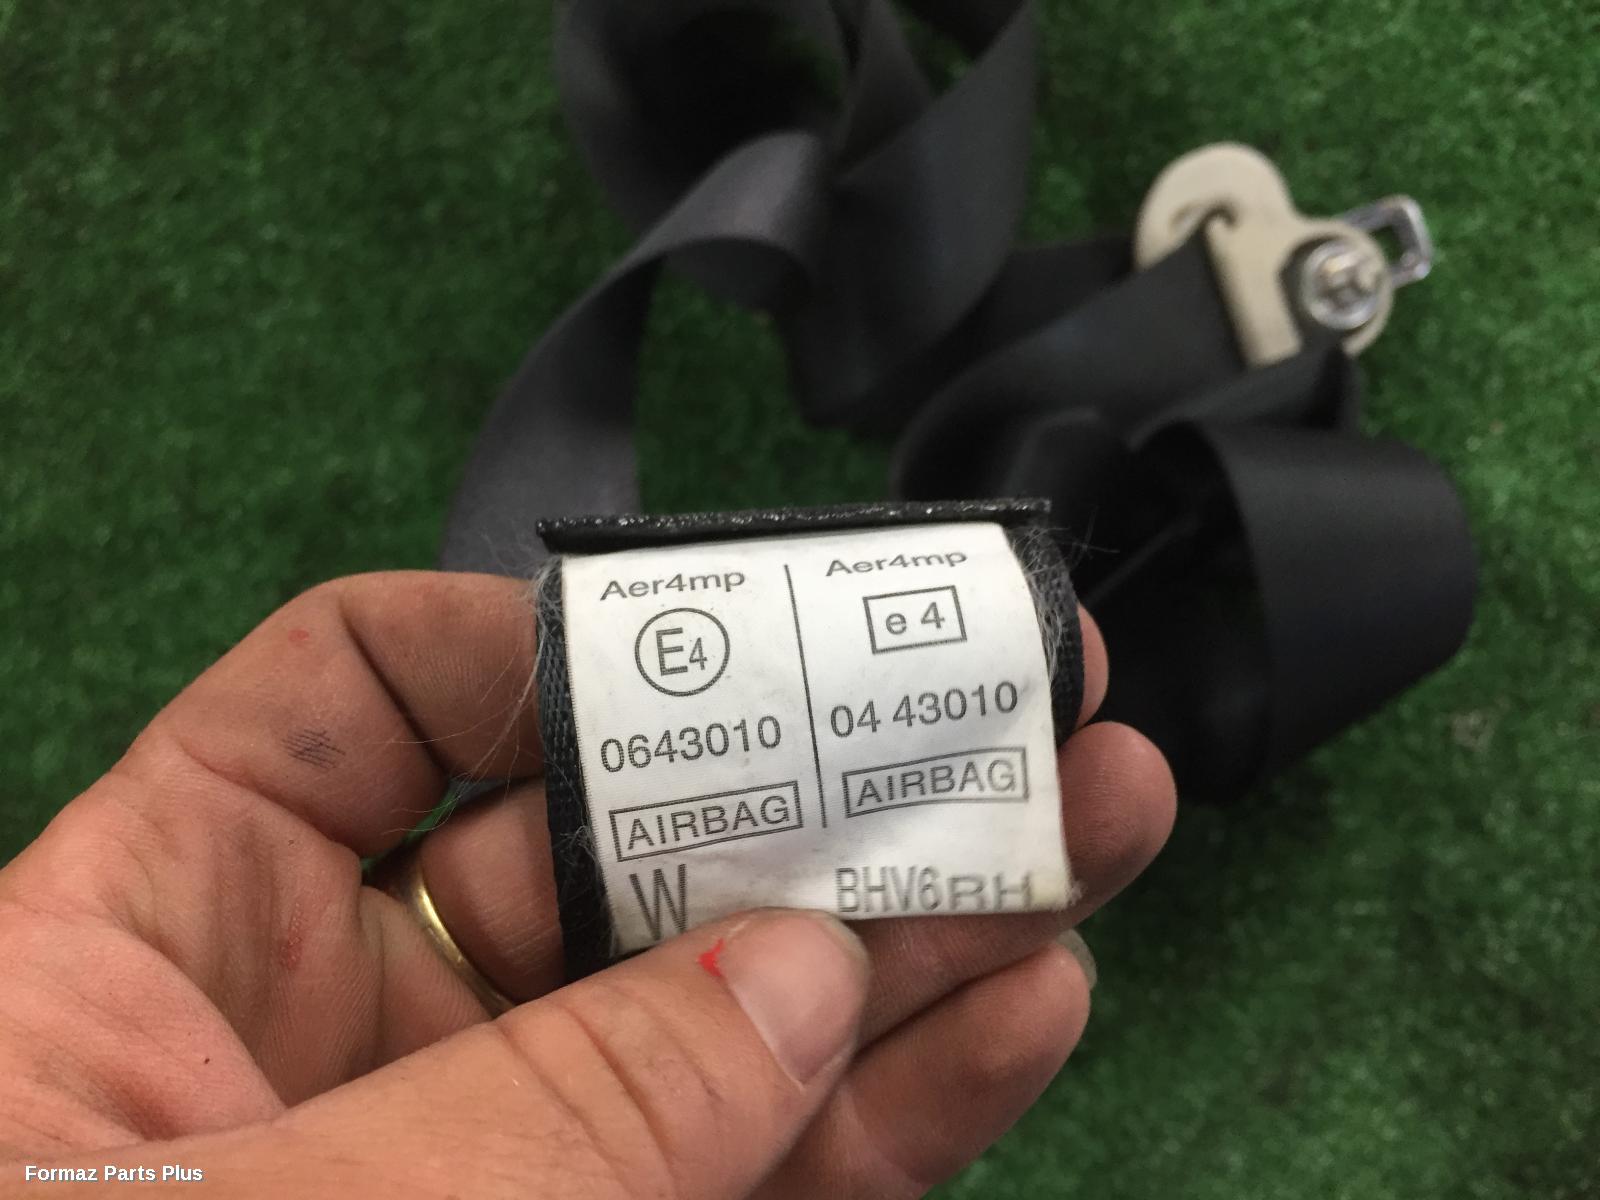 Aer4mp
E4
0643010
AIRBAG
W
Aer4mp
e 4
04 43010
AIRBAG
BHV6RH
Formaz Parts Plus